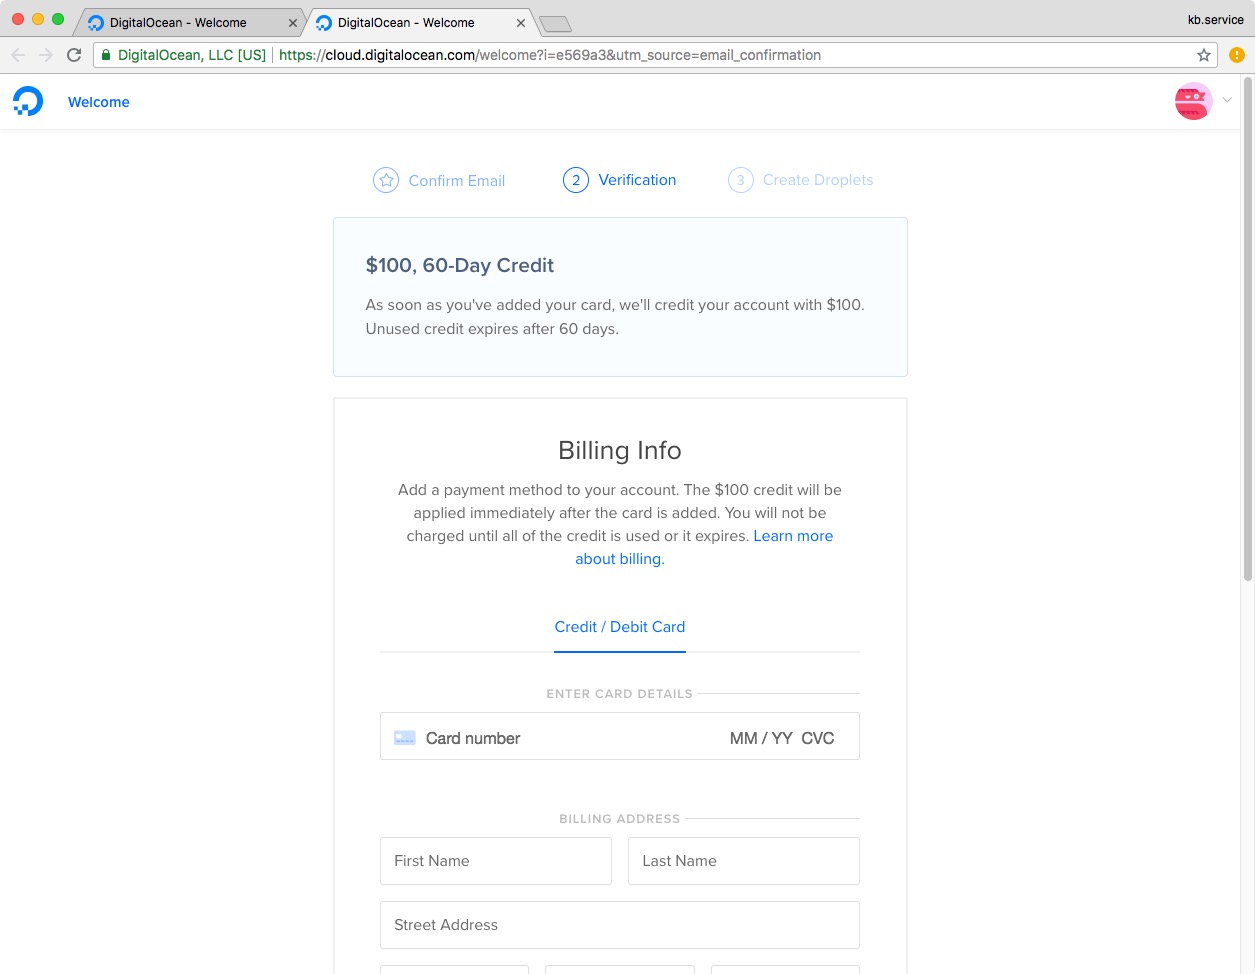 DigitalOcean - Welcome
DigitalOcean - Welcome
kb.service
DigitalOcean, LLC [US]
https://cloud.digitalocean.com/welcome?i=e569a3&utm_source=email_confirmation
Welcome
Confirm Email
2 Verification
3 Create Droplets
$100, 60-Day Credit
As soon as you've added your card, we'll credit your account with $100.
Unused credit expires after 60 days.
Billing Info
Add a payment method to your account. The $100 credit will be
applied immediately after the card is added. You will not be
charged until all of the credit is used or it expires. Learn more
about billing.
Credit / Debit Card
ENTER CARD DETAILS
Card number MM / YY CVC
BILLING ADDRESS
First Name
Last Name
Street Address